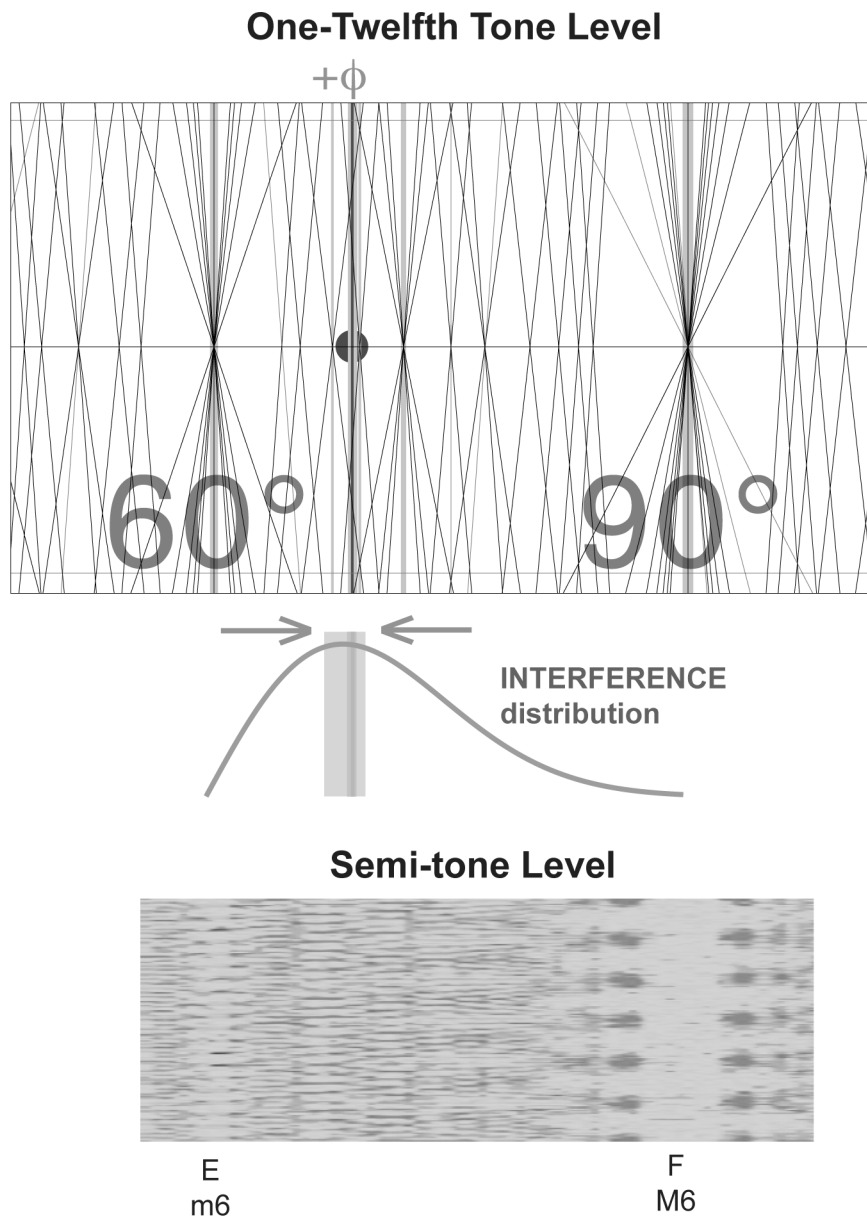 One-Twelfth Tone Level
+ϕ
60° 90°
INTERFERENCE
distribution
Semi-tone Level
E F
m6 M6